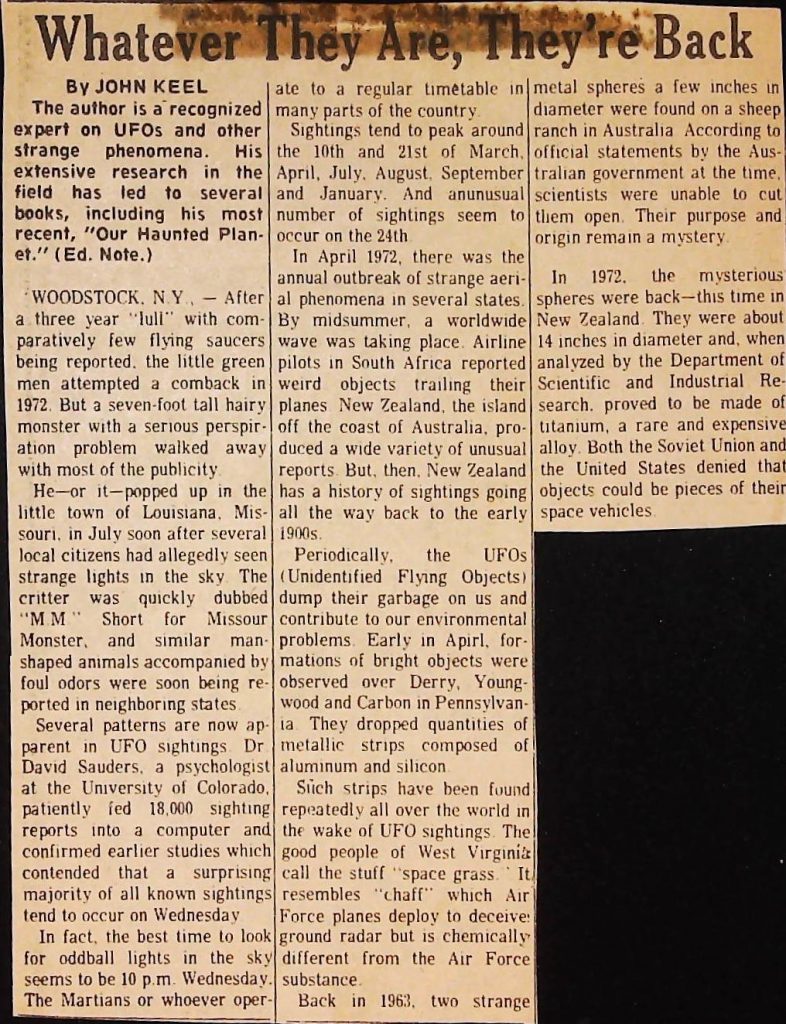 Whatever They Are, They're Back
By JOHN KEEL
The author is a recognized
expert on UFOs and other
strange phenomena. His
extensive research in the
field has led to several
books, including his most
recent, "Our Haunted Plan-
et." (Ed. Note.)
WOODSTOCK, N.Y., — After
a three year "lull" with com-
paratively few flying saucers
being reported, the little green
men attempted a comback in
1972. But a seven-foot tall hairy
monster with a serious perspir-
ation problem walked away
with most of the publicity.
He—or it—popped up in the
little town of Louisiana, Mis-
souri, in July soon after several
local citizens had allegedly seen
strange lights in the sky. The
critter was quickly dubbed
"M M" Short for Missour
Monster, and similar man-
shaped animals accompanied by
foul odors were soon being re-
ported in neighboring states.
Several patterns are now ap-
parent in UFO sightings. Dr.
David Sauders, a psychologist
at the University of Colorado,
patiently fed 18,000 sighting
reports into a computer and
confirmed earlier studies which
contended that a surprising
majority of all known sightings
tend to occur on Wednesday
In fact, the best time to look
for oddball lights in the sky
seems to be 10 p.m. Wednesday.
The Martians or whoever oper-
ate to a regular timetable in
many parts of the country.
Sightings tend to peak around
the 10th and 21st of March,
April, July, August, September
and January. And anunusual
number of sightings seem to
occur on the 24th
In April 1972, there was the
annual outbreak of strange aeri-
al phenomena in several states.
By midsummer, a worldwide
wave was taking place. Airline
pilots in South Africa reported
weird objects trailing their
planes New Zealand, the island
off the coast of Australia, pro-
duced a wide variety of unusual
reports. But, then, New Zealand
has a history of sightings going
all the way back to the early
1900s.
Periodically, the UFOs
(Unidentified Flying Objects)
dump their garbage on us and
contribute to our environmental
problems. Early in Apirl, for-
mations of bright objects were
observed over Derry, Young-
wood and Carbon in Pennsylvan-
ia. They dropped quantities of
metallic strips composed of
aluminum and silicon.
Such strips have been found
repeatedly all over the world in
the wake of UFO sightings. The
good people of West Virginia
call the stuff "space grass." It
resembles "chaff" which Air
Force planes deploy to deceive
ground radar but is chemically
different from the Air Force
substance.
Back in 1963, two strange
metal spheres a few inches in
diameter were found on a sheep
ranch in Australia According to
official statements by the Aus-
tralian government at the time,
scientists were unable to cut
them open. Their purpose and
origin remain a mystery.
In 1972, the mysterious
spheres were back—this time in
New Zealand. They were about
14 inches in diameter and, when
analyzed by the Department of
Scientific and Industrial Re-
search, proved to be made of
titanium, a rare and expensive
alloy. Both the Soviet Union and
the United States denied that
objects could be pieces of their
space vehicles.